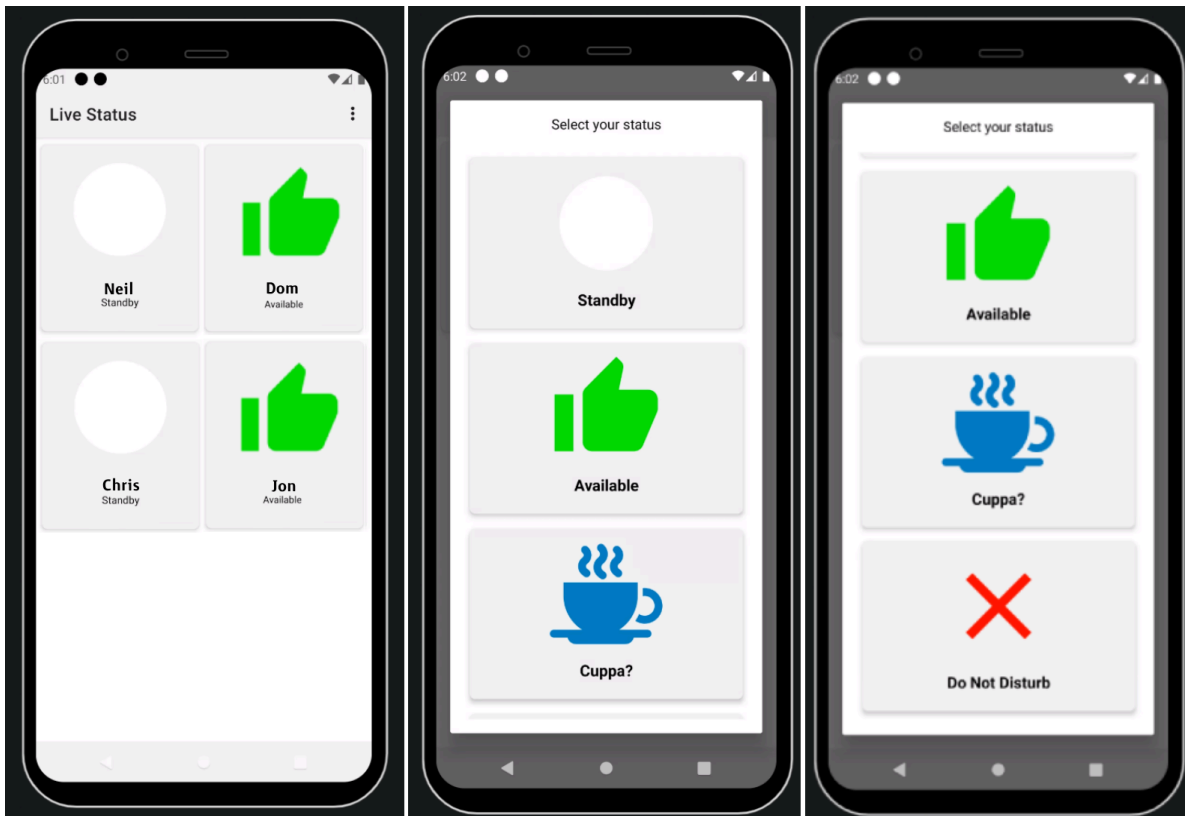 6:01
Live Status
Neil
Standby
Dom
Available
Chris
Standby
Jon
Available
6:02
Select your status
Standby
Available
Cuppa?
6:02
Select your status
Available
Cuppa?
Do Not Disturb